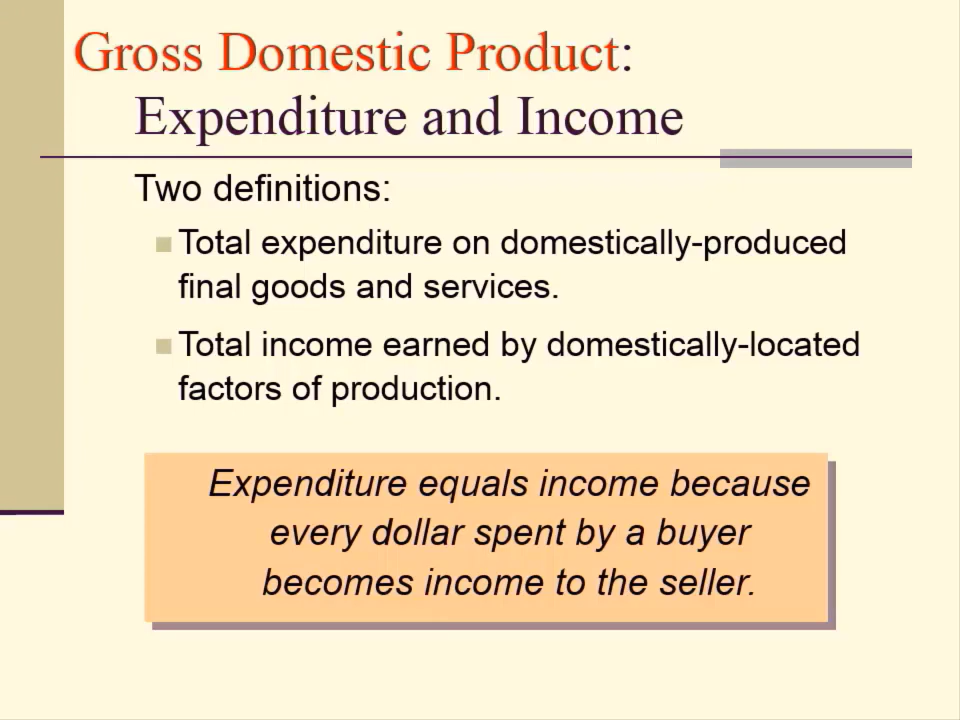 Gross Domestic Product:
Expenditure and Income
Two definitions:
Total expenditure on domestically-produced
final goods and services.
Total income earned by domestically-located
factors of production.
Expenditure equals income because
every dollar spent by a buyer
becomes income to the seller.